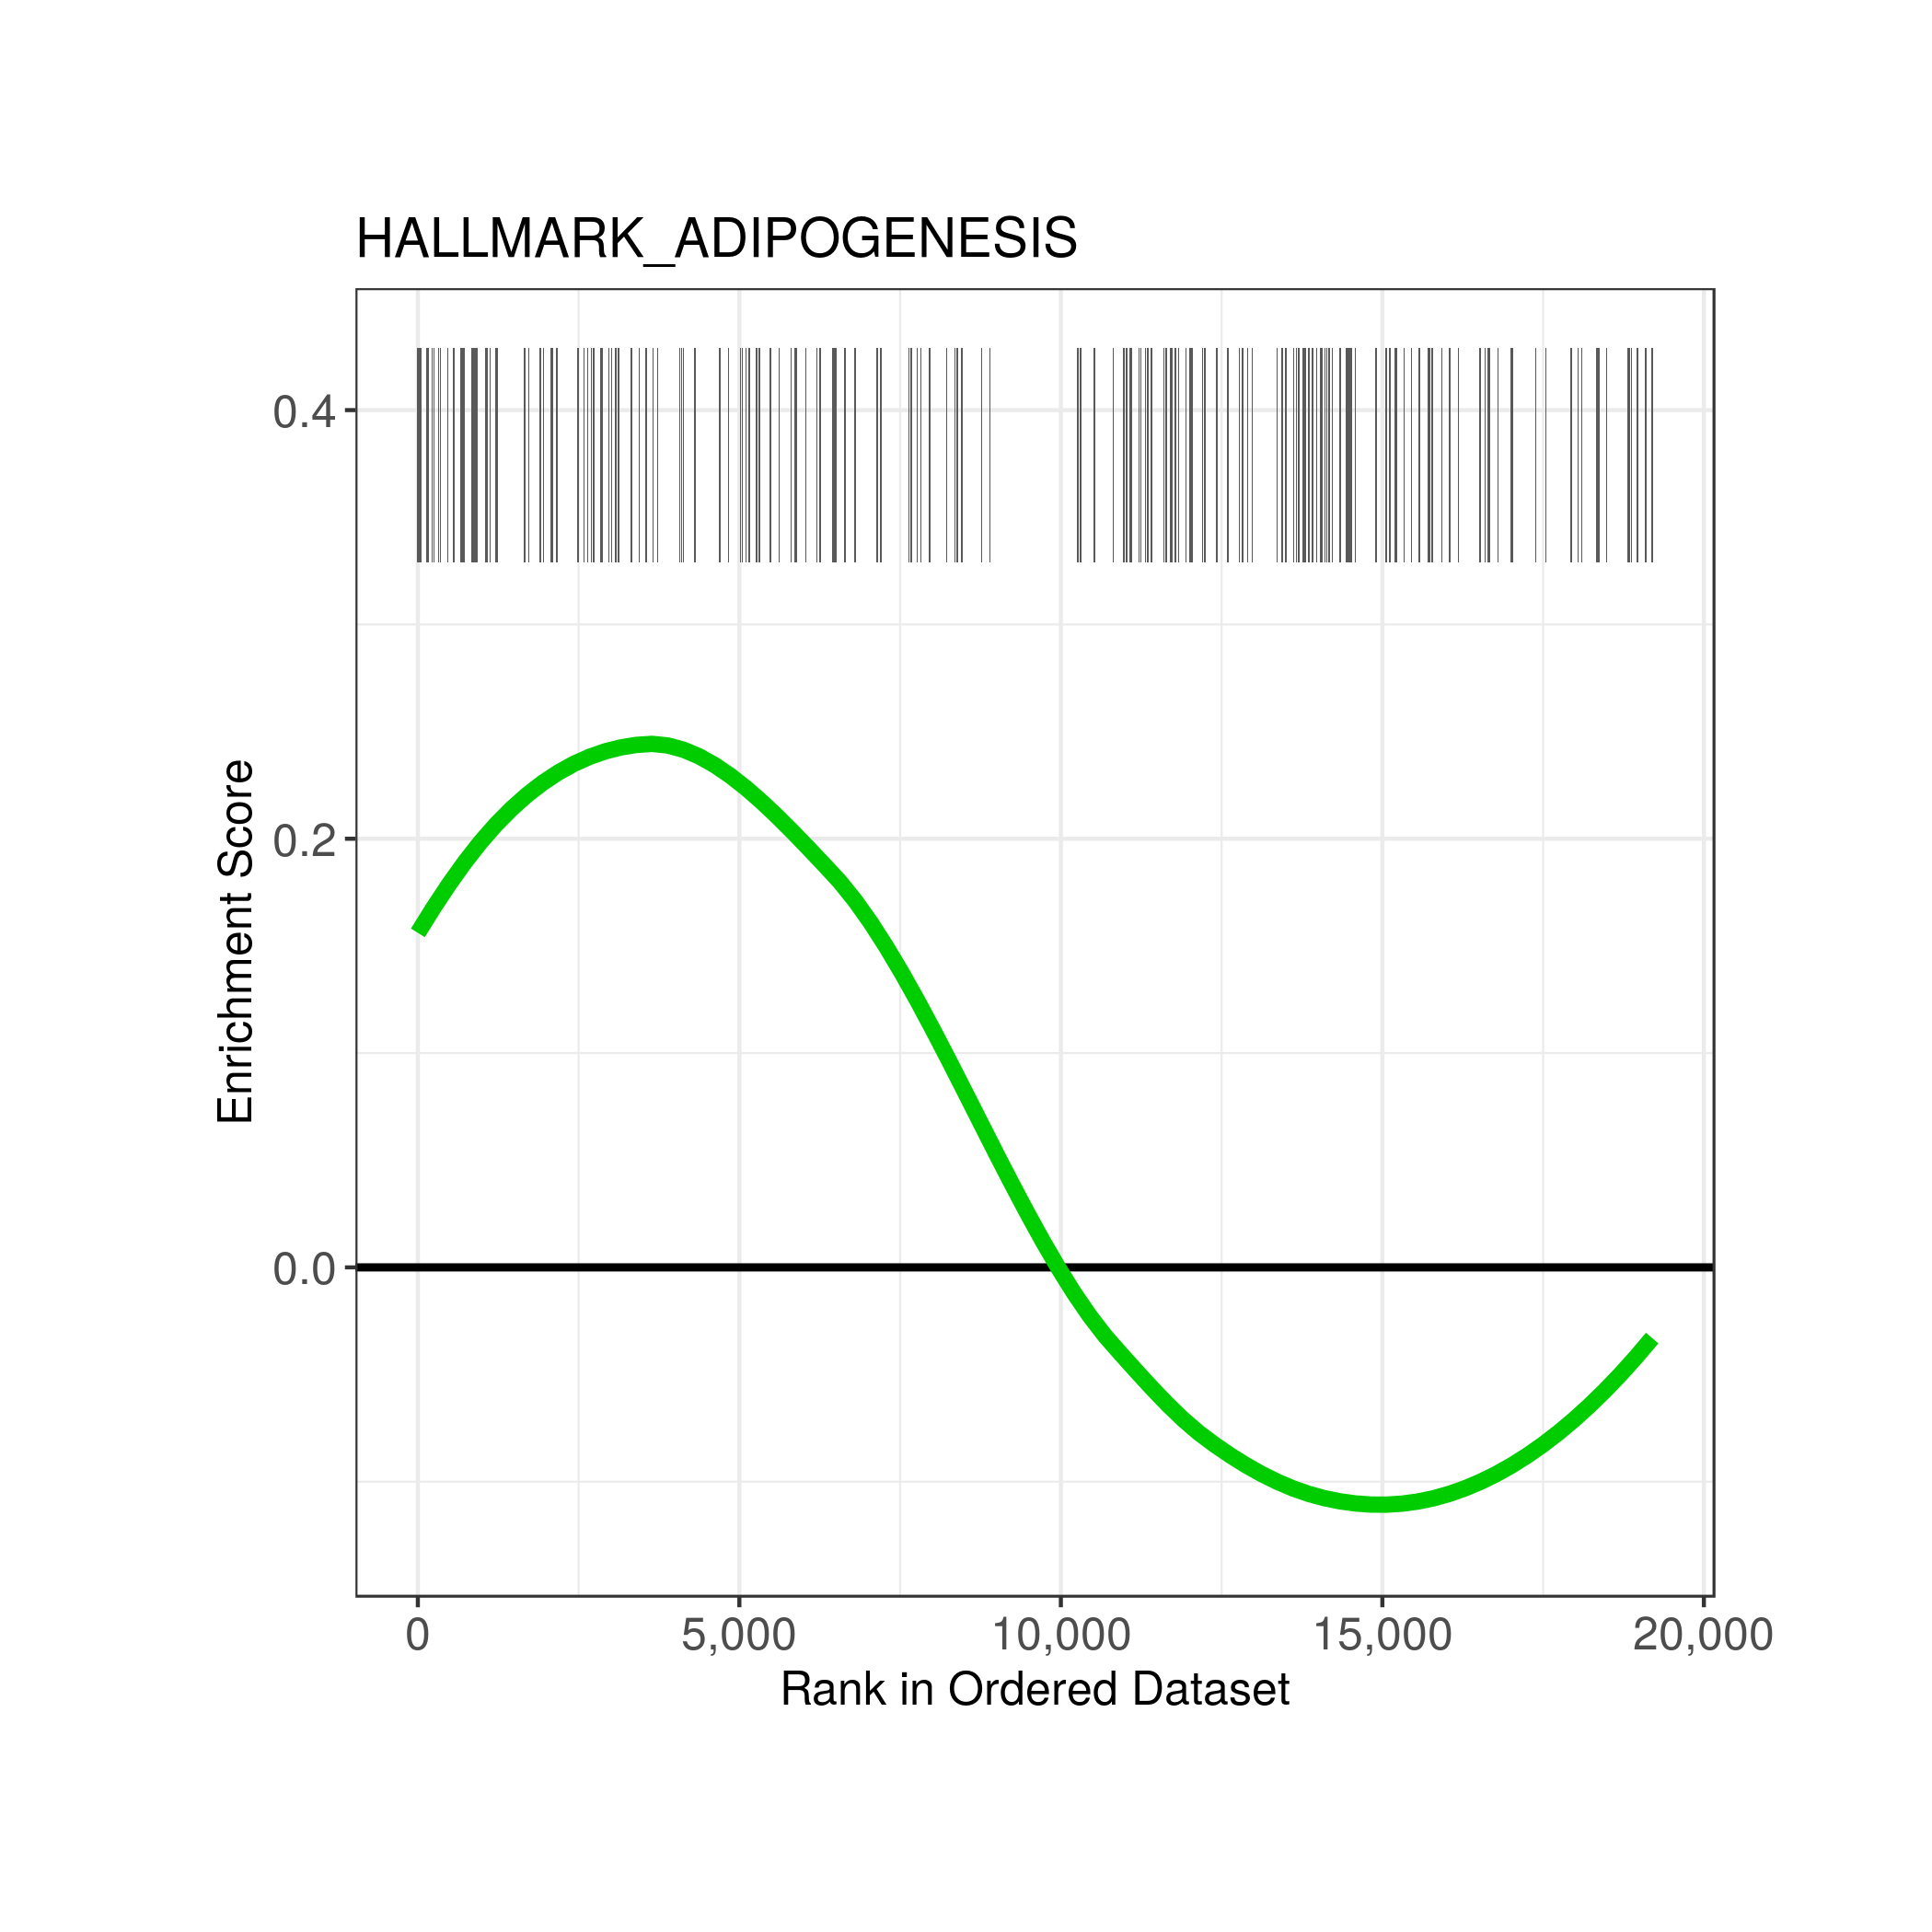 HALLMARK_ADIPOGENESIS
0.4
0.2
0.0
Enrichment Score
0 5,000 10,000 15,000 20,000
Rank in Ordered Dataset